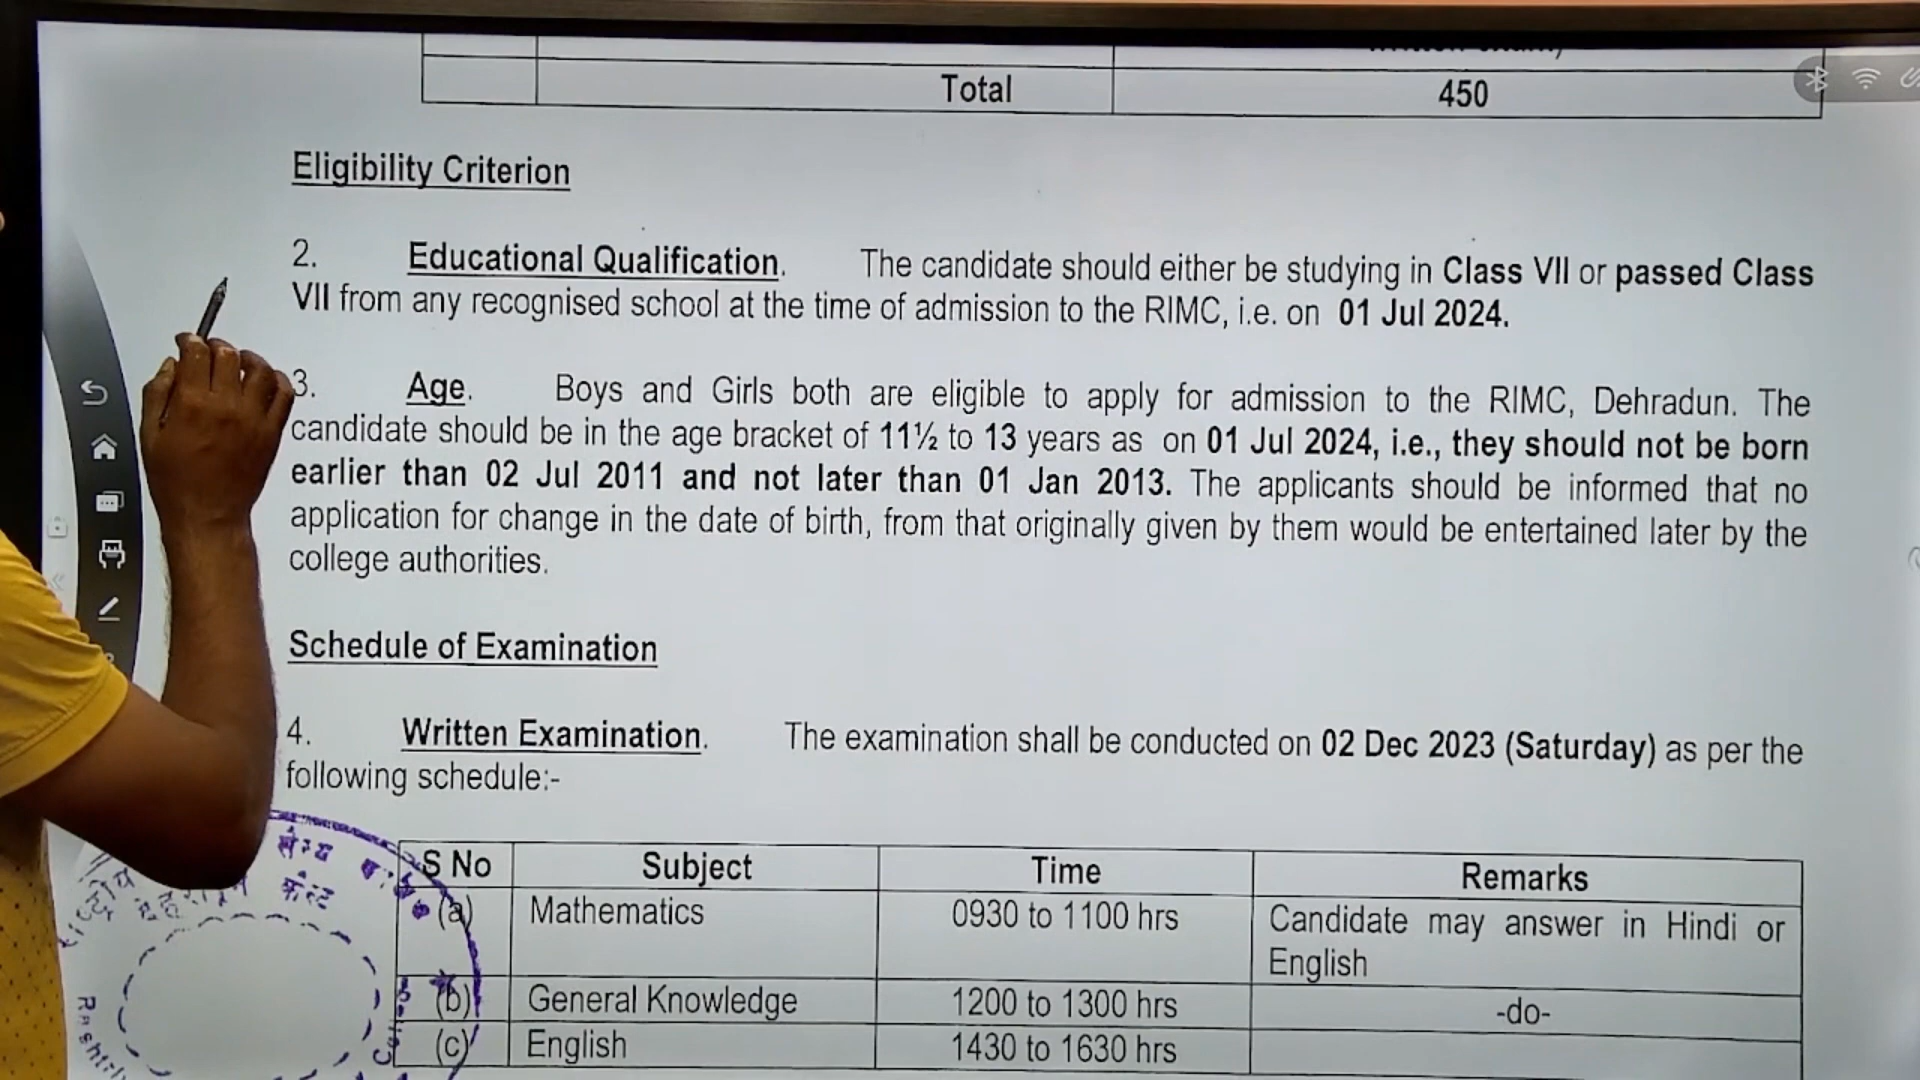 Total 450
Eligibility Criterion
2. Educational Qualification. The candidate should either be studying in Class VII or passed Class
VII from any recognised school at the time of admission to the RIMC, i.e. on 01 Jul 2024.
3. Age. Boys and Girls both are eligible to apply for admission to the RIMC, Dehradun. The
candidate should be in the age bracket of 11½ to 13 years as on 01 Jul 2024, i.e., they should not be born
earlier than 02 Jul 2011 and not later than 01 Jan 2013. The applicants should be informed that no
application for change in the date of birth, from that originally given by them would be entertained later by the
college authorities.
Schedule of Examination
4. Written Examination. The examination shall be conducted on 02 Dec 2023 (Saturday) as per the
following schedule:-
S No Subject Time Remarks
(a) Mathematics 0930 to 1100 hrs Candidate may answer in Hindi or
English
(b) General Knowledge 1200 to 1300 hrs -do-
(c) English 1430 to 1630 hrs
सैन्य